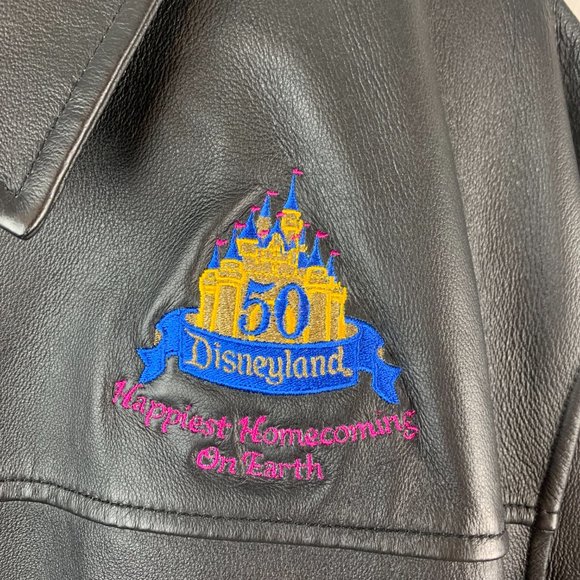 50
Disneyland
Happiest Homecoming
On Earth